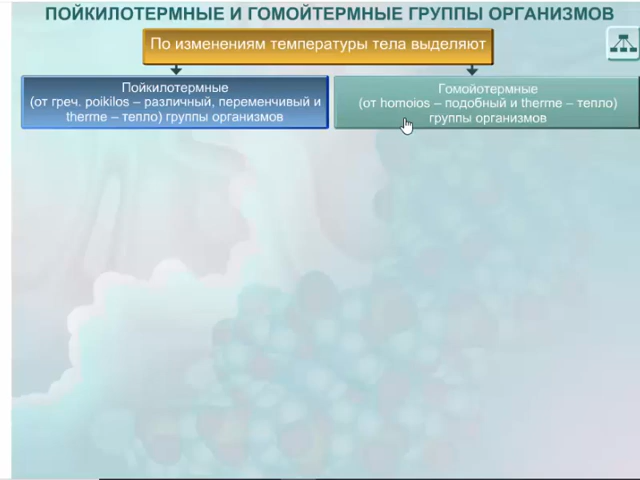 ПОЙКИЛОТЕРМНЫЕ И ГОМОЙТЕРМНЫЕ ГРУППЫ ОРГАНИЗМОВ
По изменениям температуры тела выделяют
Пойкилотермные
(от греч. poikilos – различный, переменчивый и
therme – тепло) группы организмов
Гомойотермные
(от homoios – подобный и therme – тепло)
группы организмов